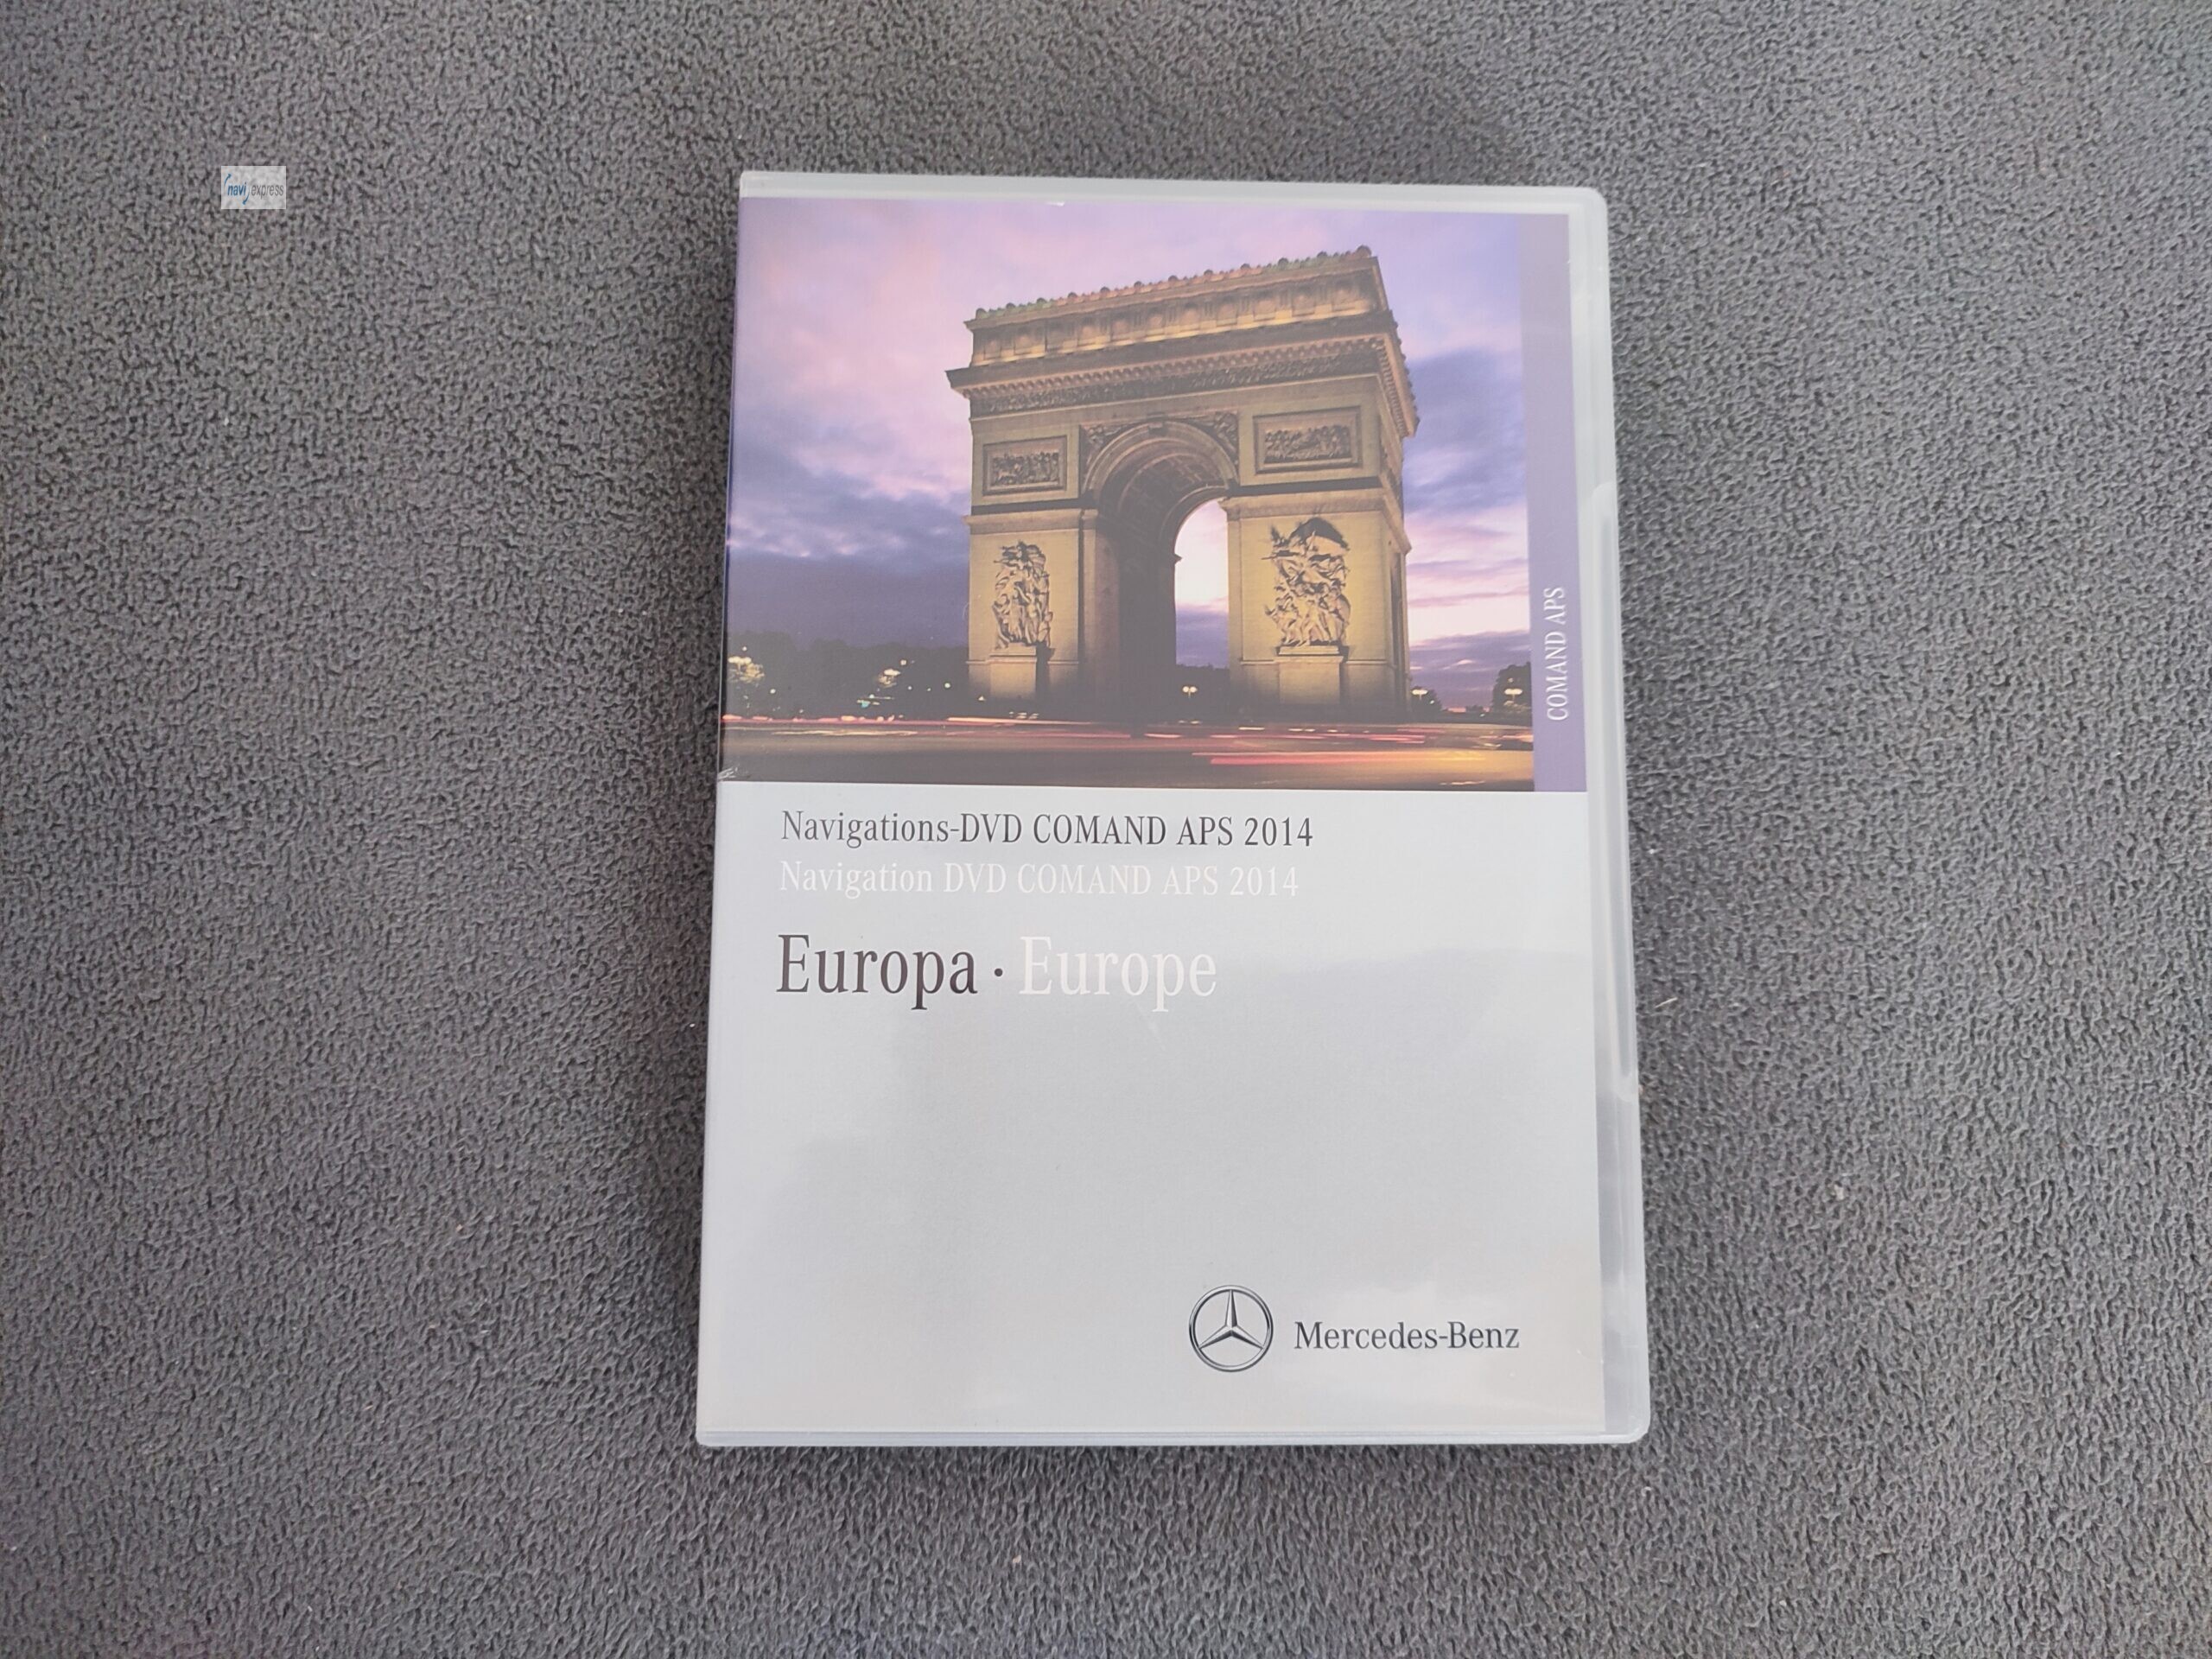 navi express
COMAND APS
Navigations-DVD COMAND APS 2014
Navigation DVD COMAND APS 2014
Europa · Europe
Mercedes-Benz